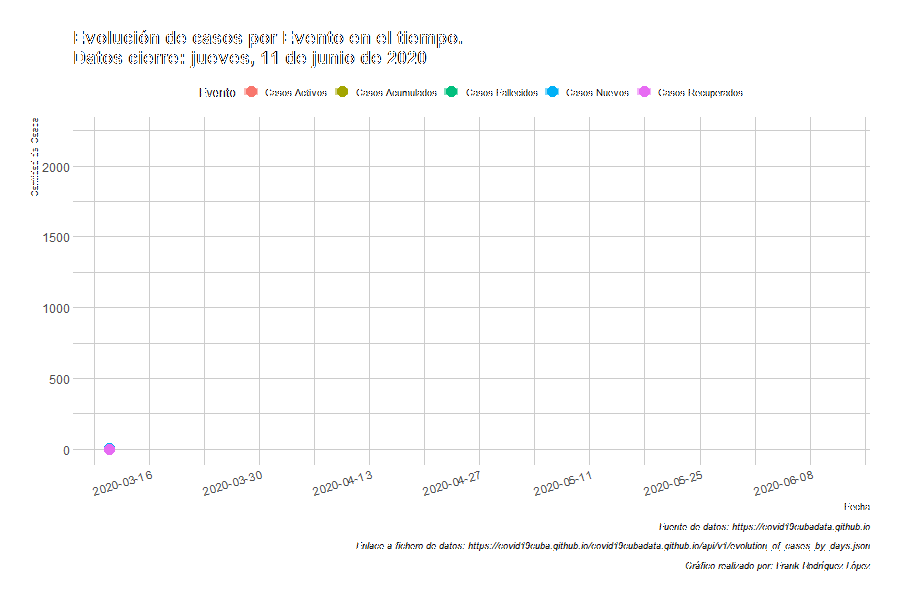 Evolución de casos por Evento en el tiempo.
Datos cierre: jueves, 11 de junio de 2020
Evento Casos Activos Casos Acumulados Casos Fallecidos Casos Nuevos Casos Recuperados
Cantidad de Casos
2000
1500
1000
500
0
2020-03-16 2020-03-30 2020-04-13 2020-04-27 2020-05-11 2020-05-25 2020-06-08
Fecha
Fuente de datos: https://covid19cubadata.github.io
Enlace a fichero de datos: https://covid19cuba.github.io/covid19cubadata.github.io/api/v1/evolution_of_cases_by_days.json
Gráfico realizado por: Frank Rodríguez López